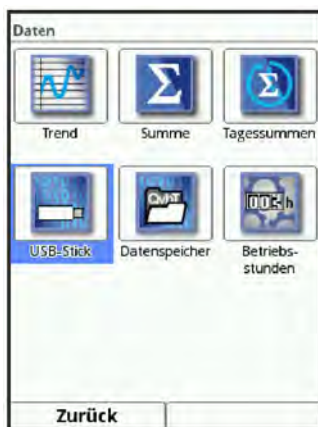 Daten
Trend
Summe
Tagessummen
USB-Stick
Datenspeicher
Betriebs-
stunden
Zurück